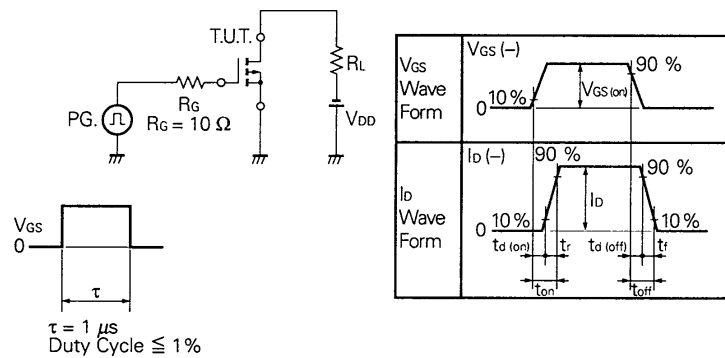 T.U.T.
RL
RG
RG = 10 Ω
PG.
VDD
VGS
0
τ
τ = 1 μs
Duty Cycle ≦ 1%
VGS
Wave
Form
VGS (–)
90 %
VGS (on)
10 %
0
ID
Wave
Form
ID (–)
90 %
90 %
ID
10 %
10 %
0
td (on) tr td (off) tf
ton toff